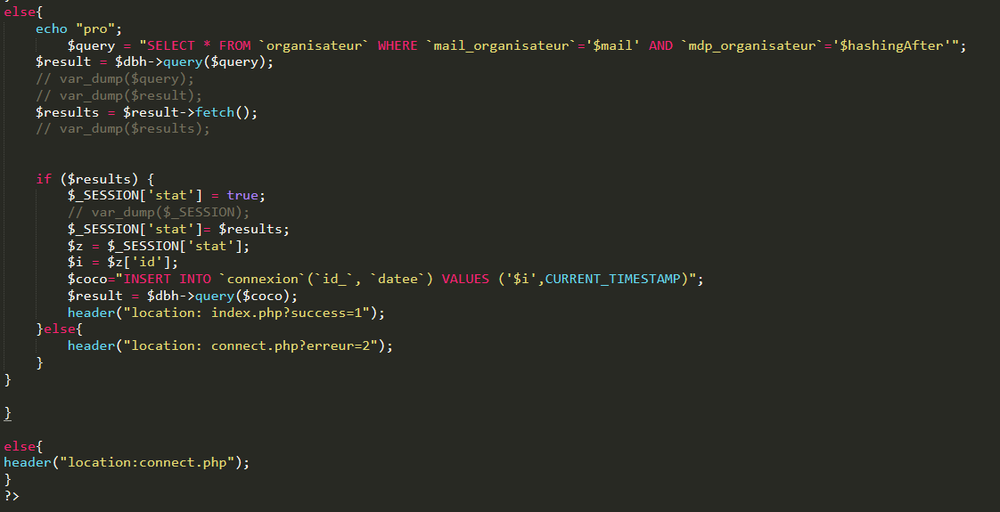 else{
    echo "pro";
        $query = "SELECT * FROM `organisateur` WHERE `mail_organisateur`='$mail' AND `mdp_organisateur`='$hashingAfter'";
    $result = $dbh->query($query);
    // var_dump($query);
    // var_dump($result);
    $results = $result->fetch();
    // var_dump($results);
    if ($results) {
        $_SESSION['stat'] = true;
        // var_dump($_SESSION);
        $_SESSION['stat']= $results;
        $z = $_SESSION['stat'];
        $i = $z['id'];
        $coco="INSERT INTO `connexion`(`id_`, `datee`) VALUES ('$i',CURRENT_TIMESTAMP)";
        $result = $dbh->query($coco);
        header("location: index.php?success=1");
    }else{
        header("location: connect.php?erreur=2");
    }
}
}
else{
header("location:connect.php");
}
?>